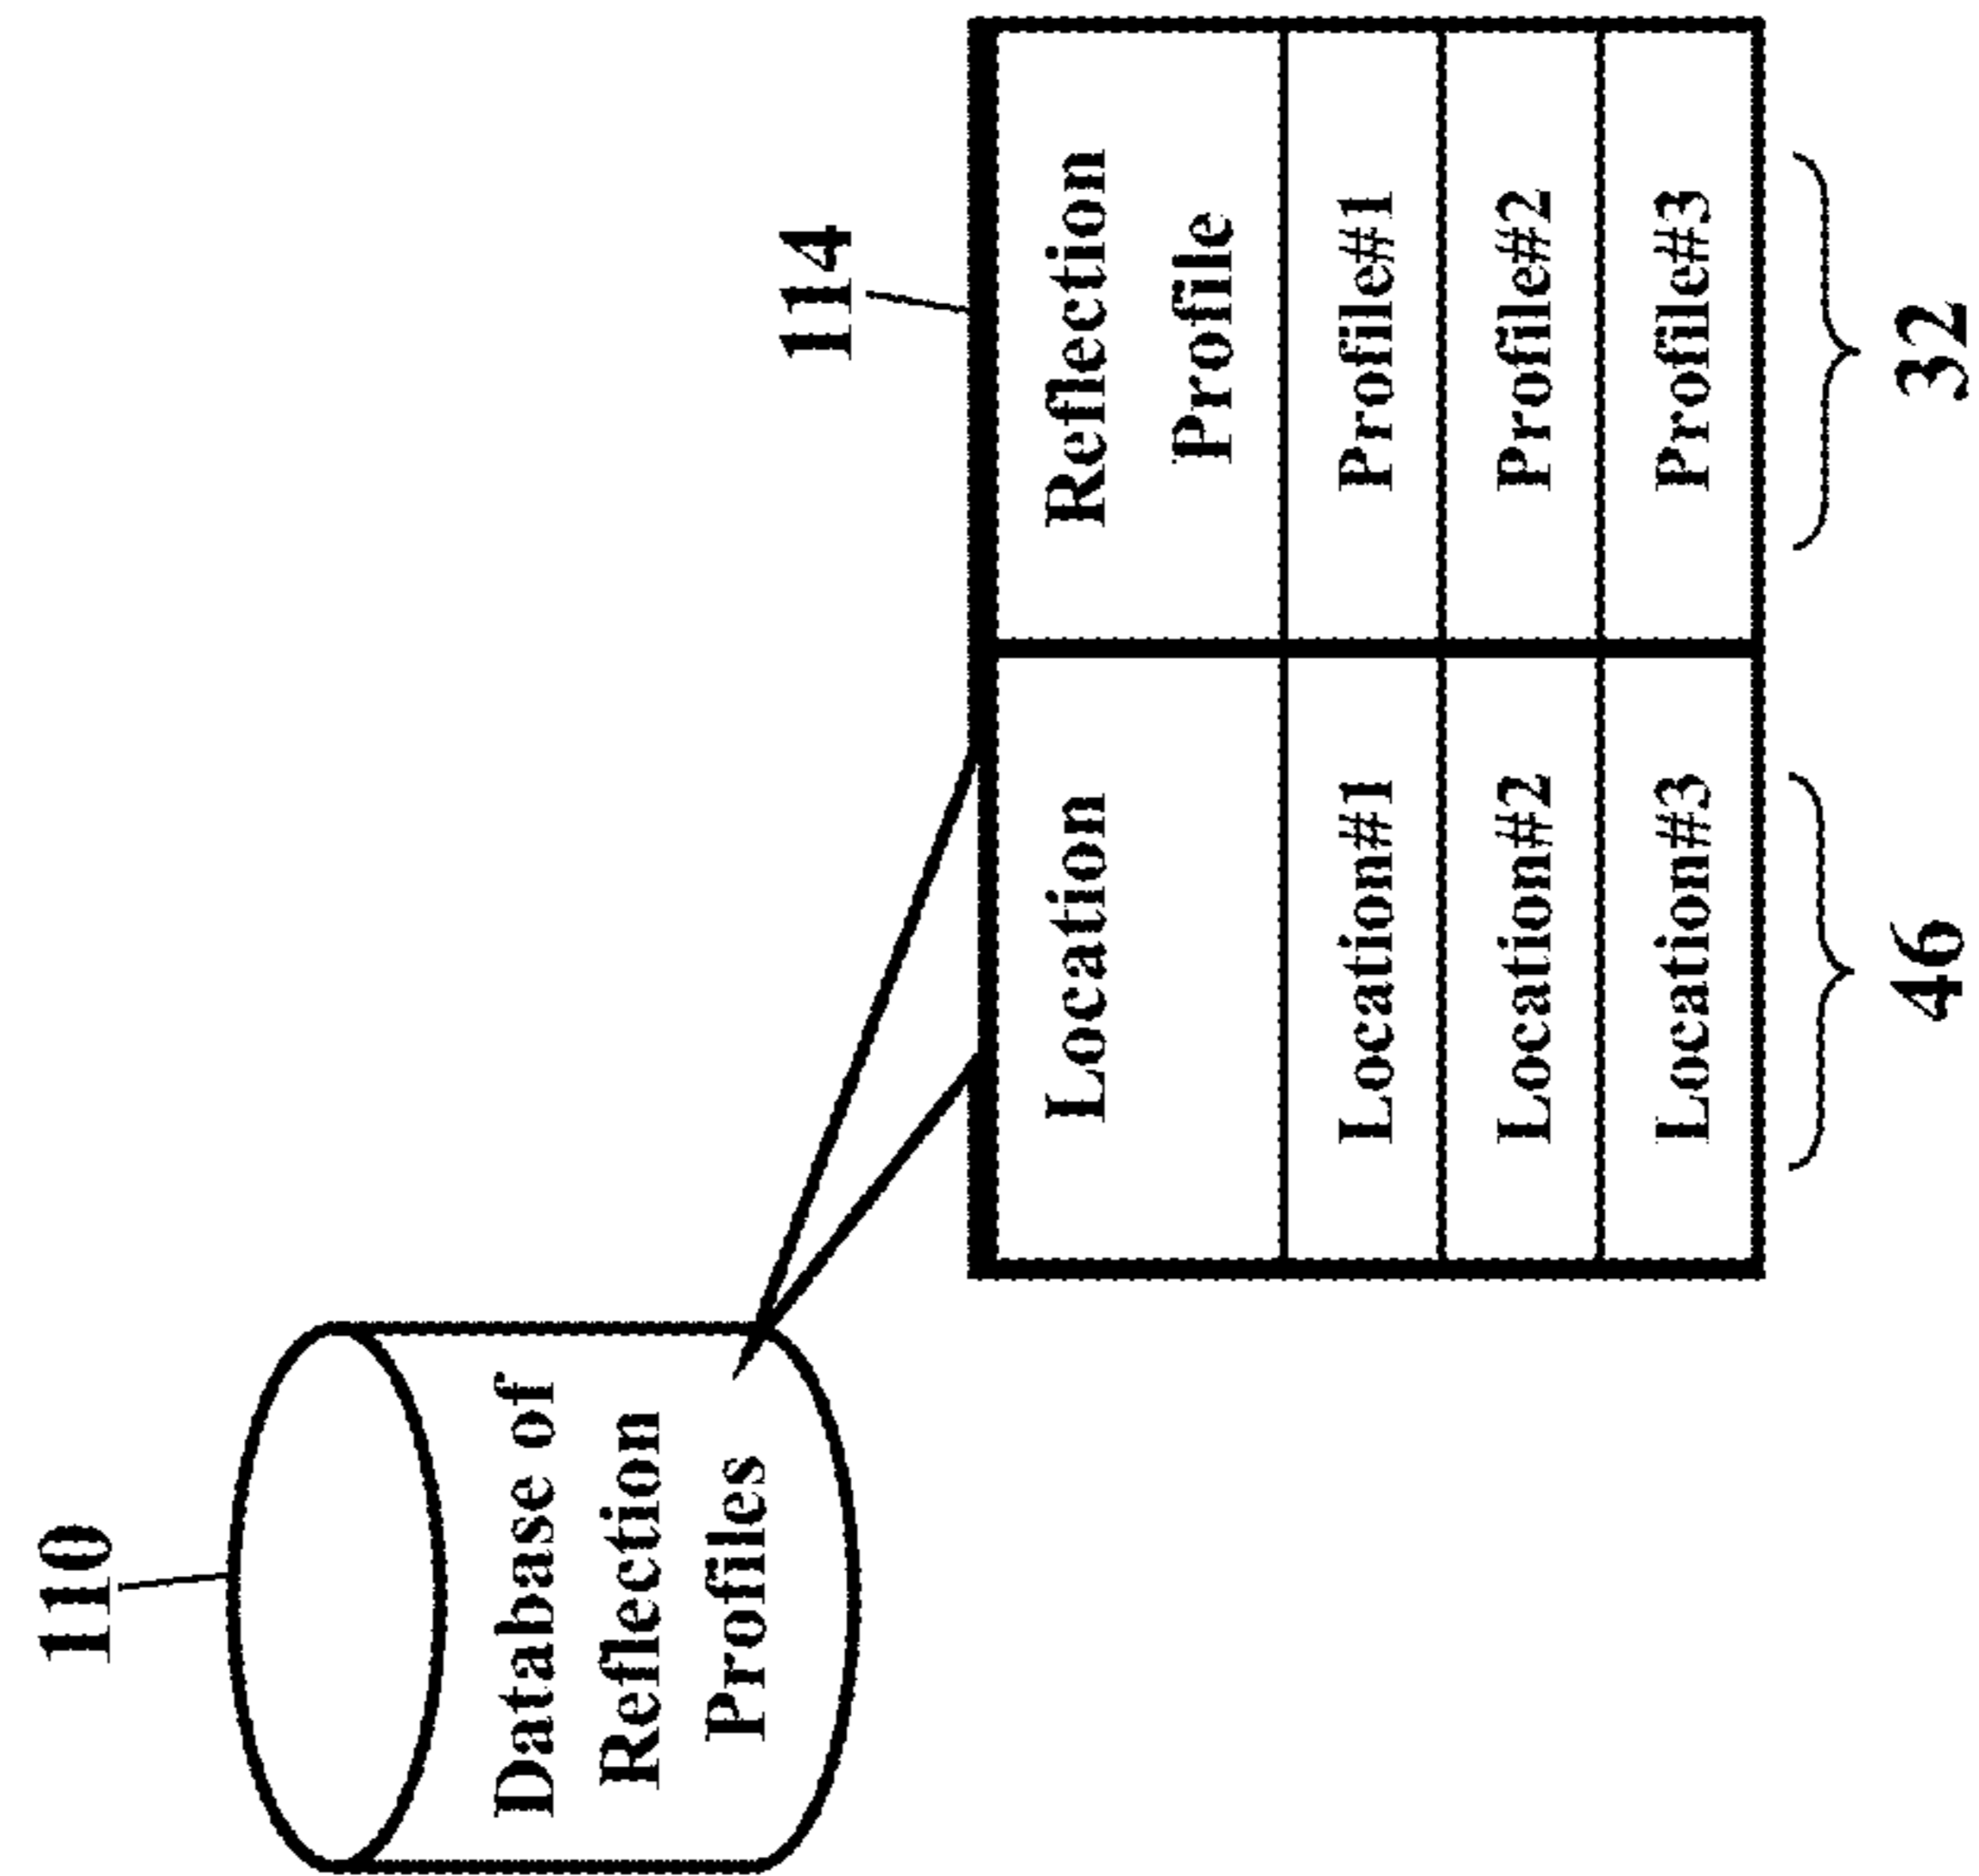 110
Database of
Reflection
Profiles
114
Location
Reflection
Profile
Location#1
Profile#1
Location#2
Profile#2
Location#3
Profile#3
46
32